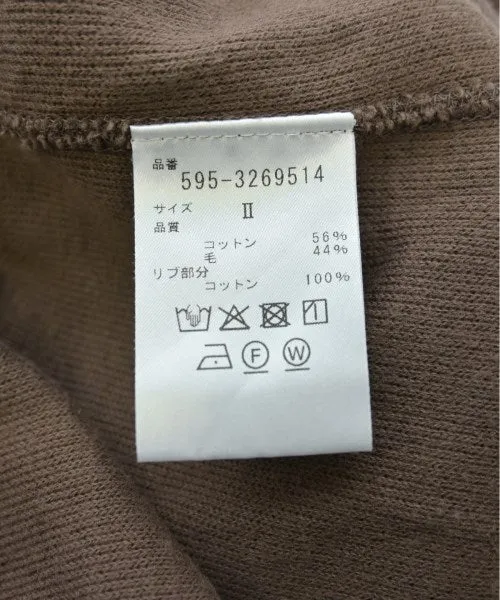 品番
595-3269514
サイズ II
品質
コットン 56%
毛 44%
リブ部分
コットン 100%
F W